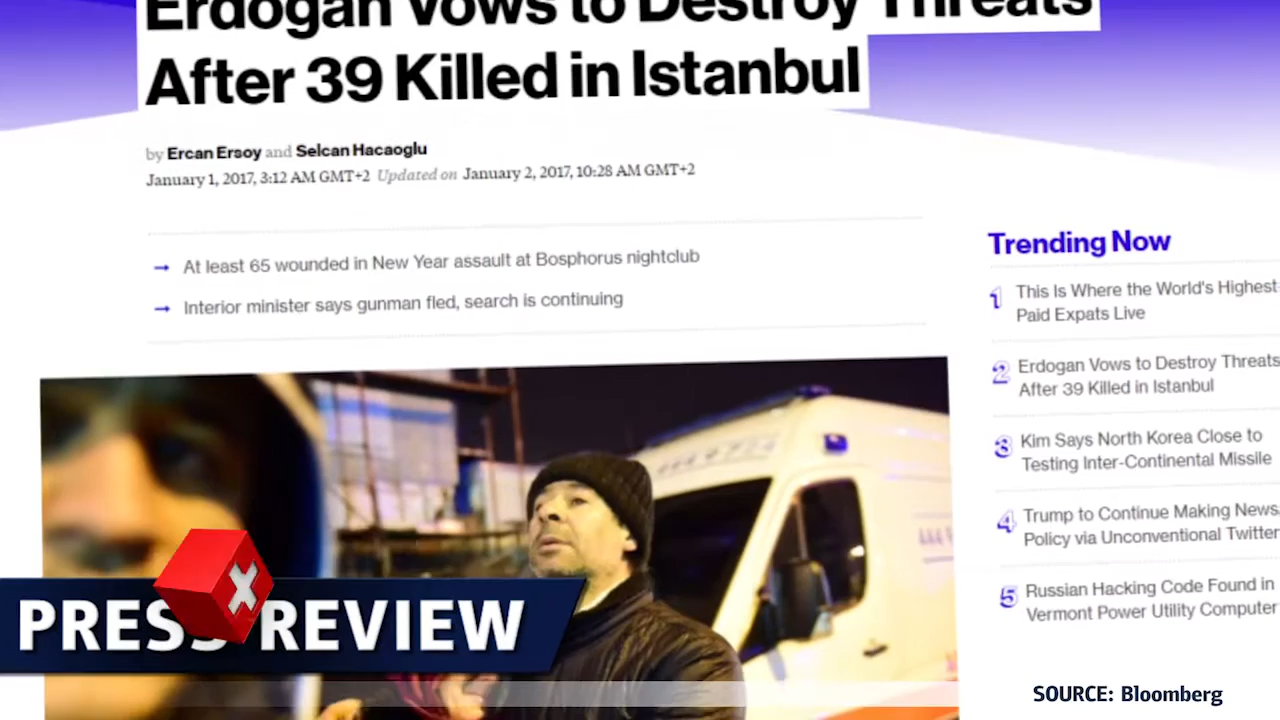 Erdogan Vows to Destroy Threats
After 39 Killed in Istanbul
by Ercan Ersoy and Selcan Hacaoglu
January 1, 2017, 3:12 AM GMT+2 Updated on January 2, 2017, 10:28 AM GMT+2
→ At least 65 wounded in New Year assault at Bosphorus nightclub
→ Interior minister says gunman fled, search is continuing
Trending Now
1 This Is Where the World's Highest-
Paid Expats Live
2 Erdogan Vows to Destroy Threats
After 39 Killed in Istanbul
3 Kim Says North Korea Close to
Testing Inter-Continental Missile
4 Trump to Continue Making News,
Policy via Unconventional Twitter
5 Russian Hacking Code Found in
Vermont Power Utility Computer
PRESS REVIEW
SOURCE: Bloomberg